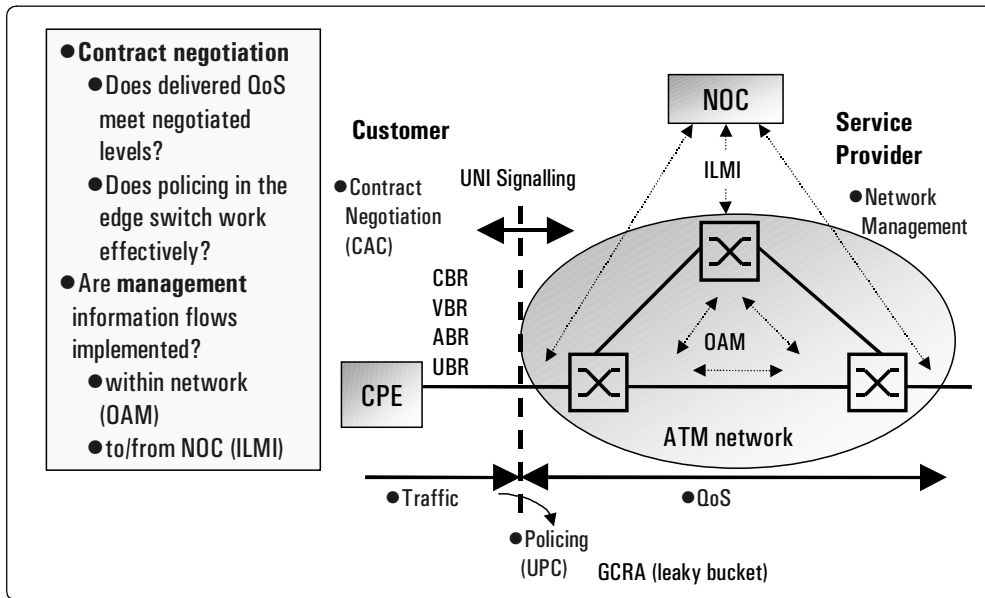 ●Contract negotiation
●Does delivered QoS
meet negotiated
levels?
●Does policing in the
edge switch work
effectively?
●Are management
information flows
implemented?
●within network
(OAM)
●to/from NOC (ILMI)
NOC
Customer
Service
Provider
ILMI
UNI Signalling
●Contract
Negotiation
(CAC)
●Network
Management
CBR
VBR
ABR
UBR
OAM
CPE
ATM network
●Traffic
●QoS
●Policing
(UPC)
GCRA (leaky bucket)